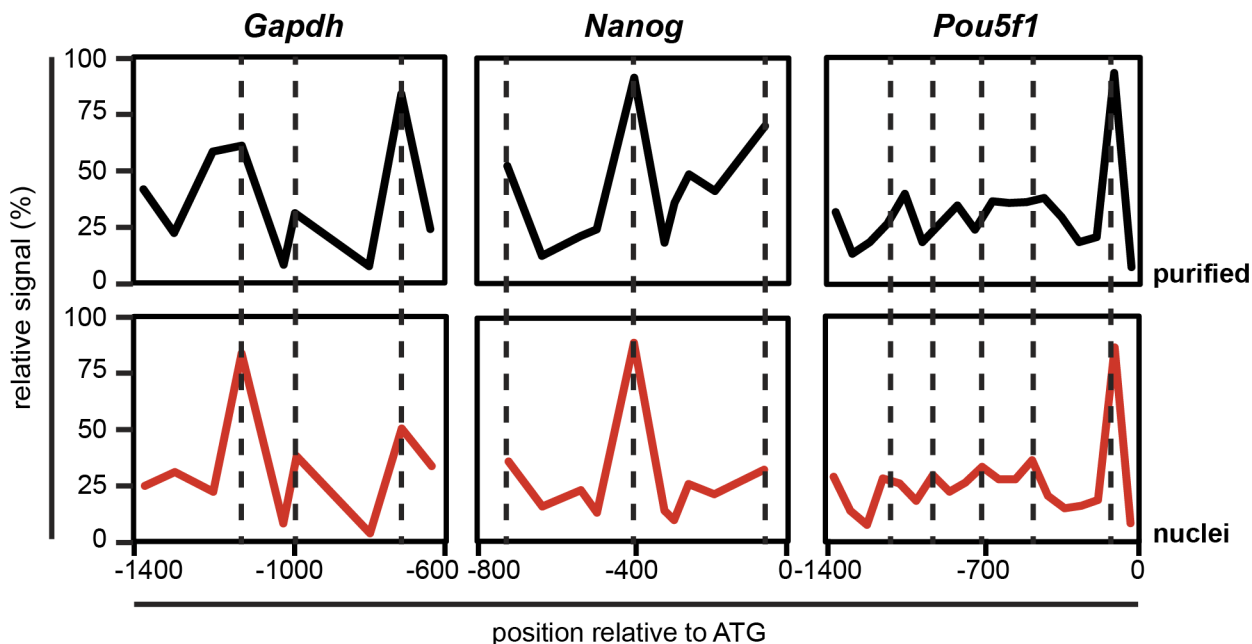 Gapdh Nanog Pou5f1
relative signal (%)
100
75
50
25
0
purified
100
75
50
25
0
nuclei
-1400 -1000 -600 -800 -400 0 -1400 -700 0
position relative to ATG